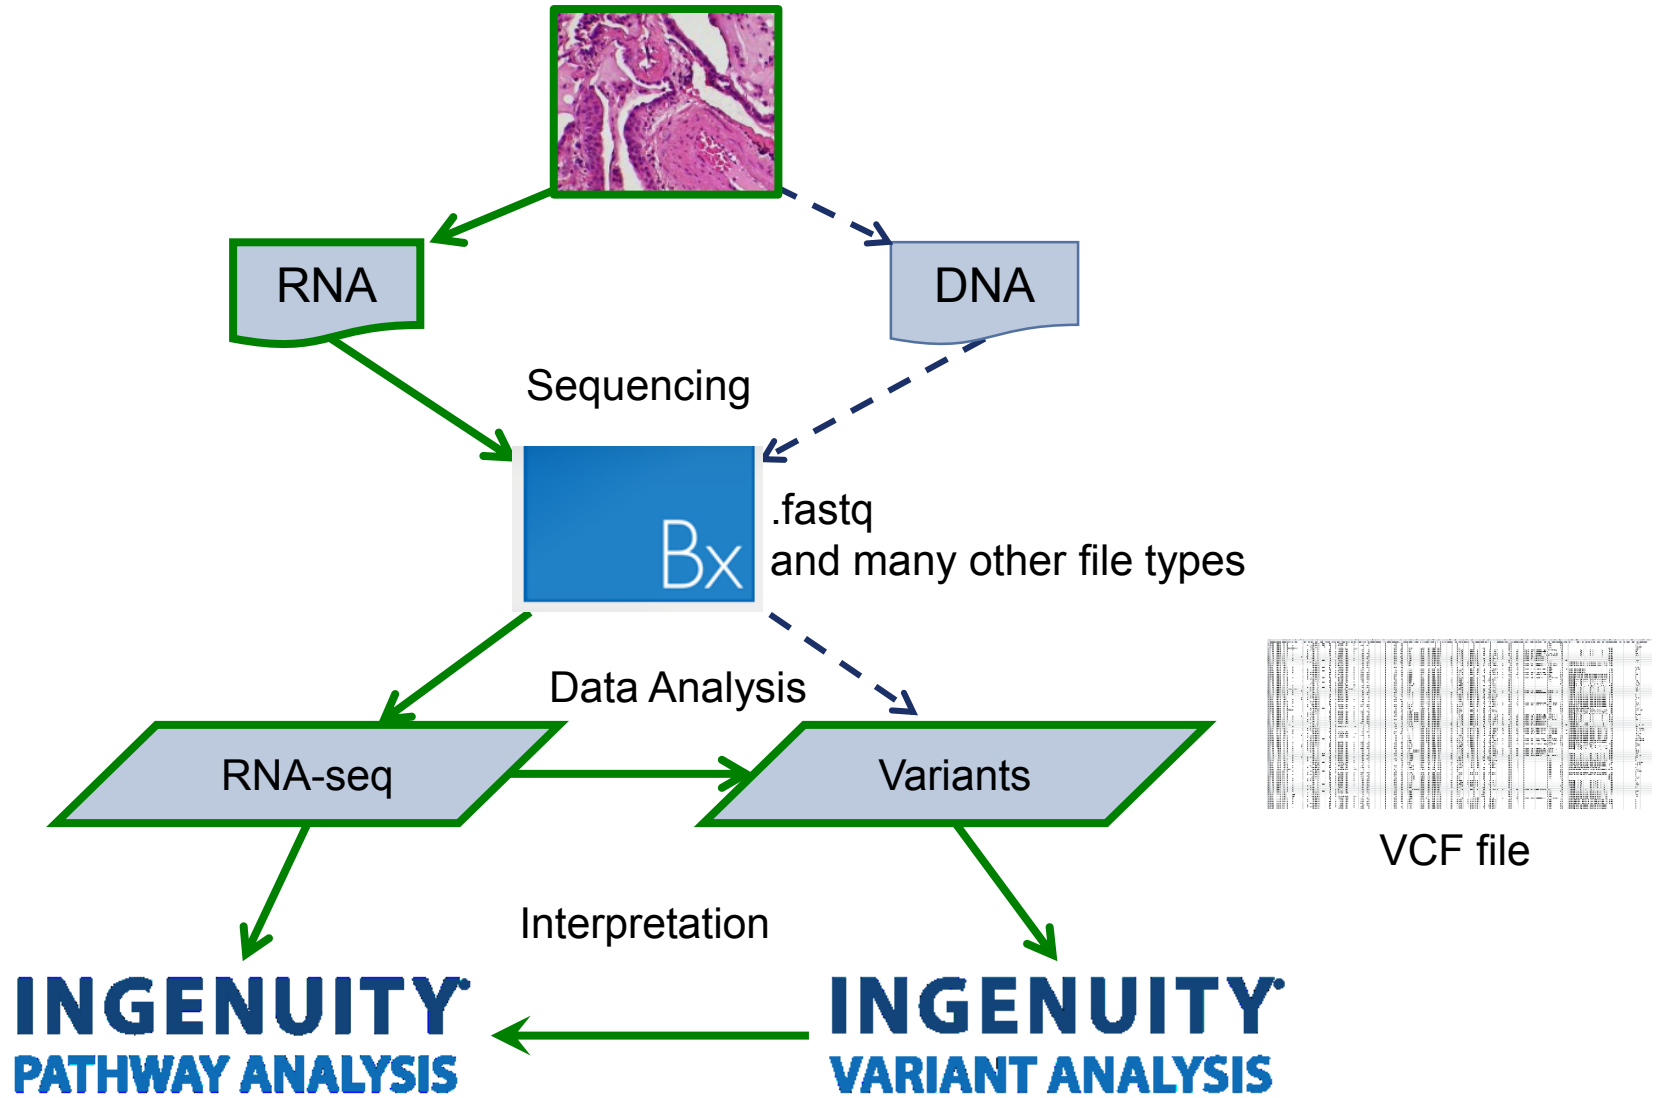 RNA
DNA
Sequencing
Bx
.fastq
and many other file types
Data Analysis
RNA-seq
Variants
VCF file
Interpretation
INGENUITY
PATHWAY ANALYSIS
INGENUITY
VARIANT ANALYSIS